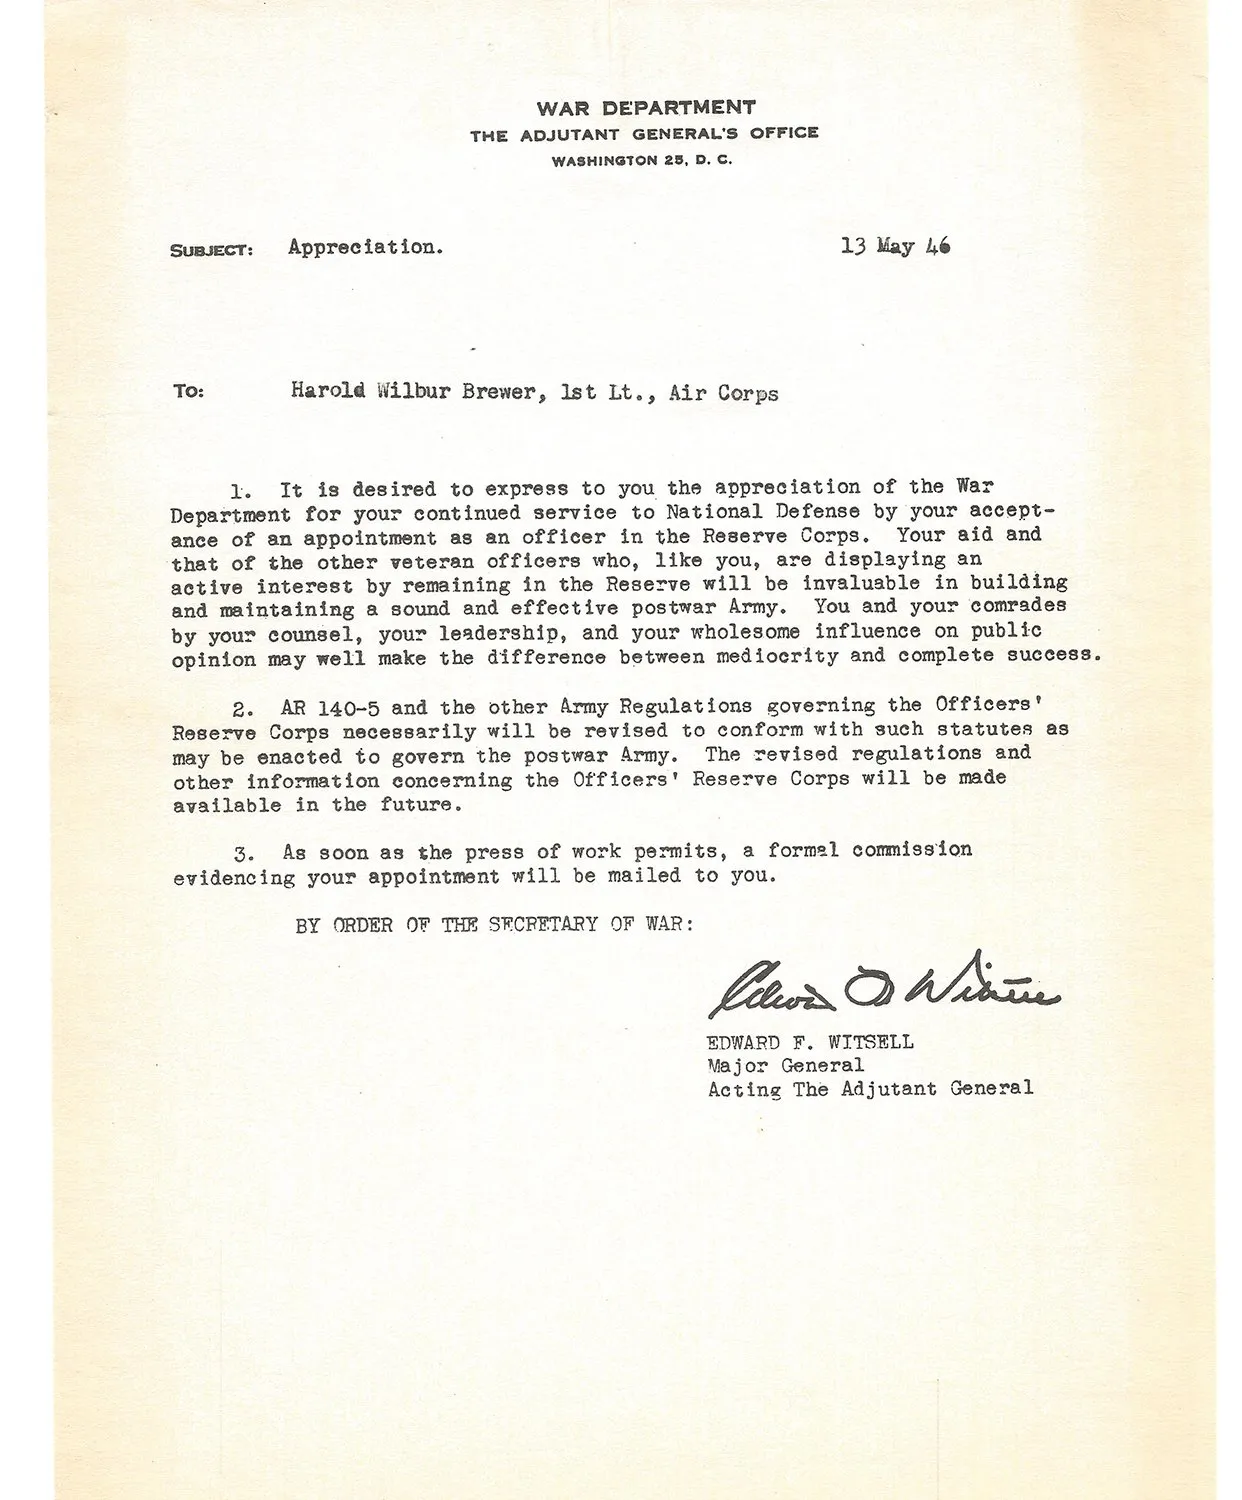 WAR DEPARTMENT
THE ADJUTANT GENERAL'S OFFICE
WASHINGTON 25, D. C.
SUBJECT: Appreciation. 13 May 46
TO: Harold Wilbur Brewer, 1st Lt., Air Corps
1. It is desired to express to you the appreciation of the War
Department for your continued service to National Defense by your accept-
ance of an appointment as an officer in the Reserve Corps. Your aid and
that of the other veteran officers who, like you, are displaying an
active interest by remaining in the Reserve will be invaluable in building
and maintaining a sound and effective postwar Army. You and your comrades
by your counsel, your leadership, and your wholesome influence on public
opinion may well make the difference between mediocrity and complete success.
2. AR 140-5 and the other Army Regulations governing the Officers'
Reserve Corps necessarily will be revised to conform with such statutes as
may be enacted to govern the postwar Army. The revised regulations and
other information concerning the Officers' Reserve Corps will be made
available in the future.
3. As soon as the press of work permits, a formal commission
evidencing your appointment will be mailed to you.
BY ORDER OF THE SECRETARY OF WAR:
EDWARD F. WITSELL
Major General
Acting The Adjutant General